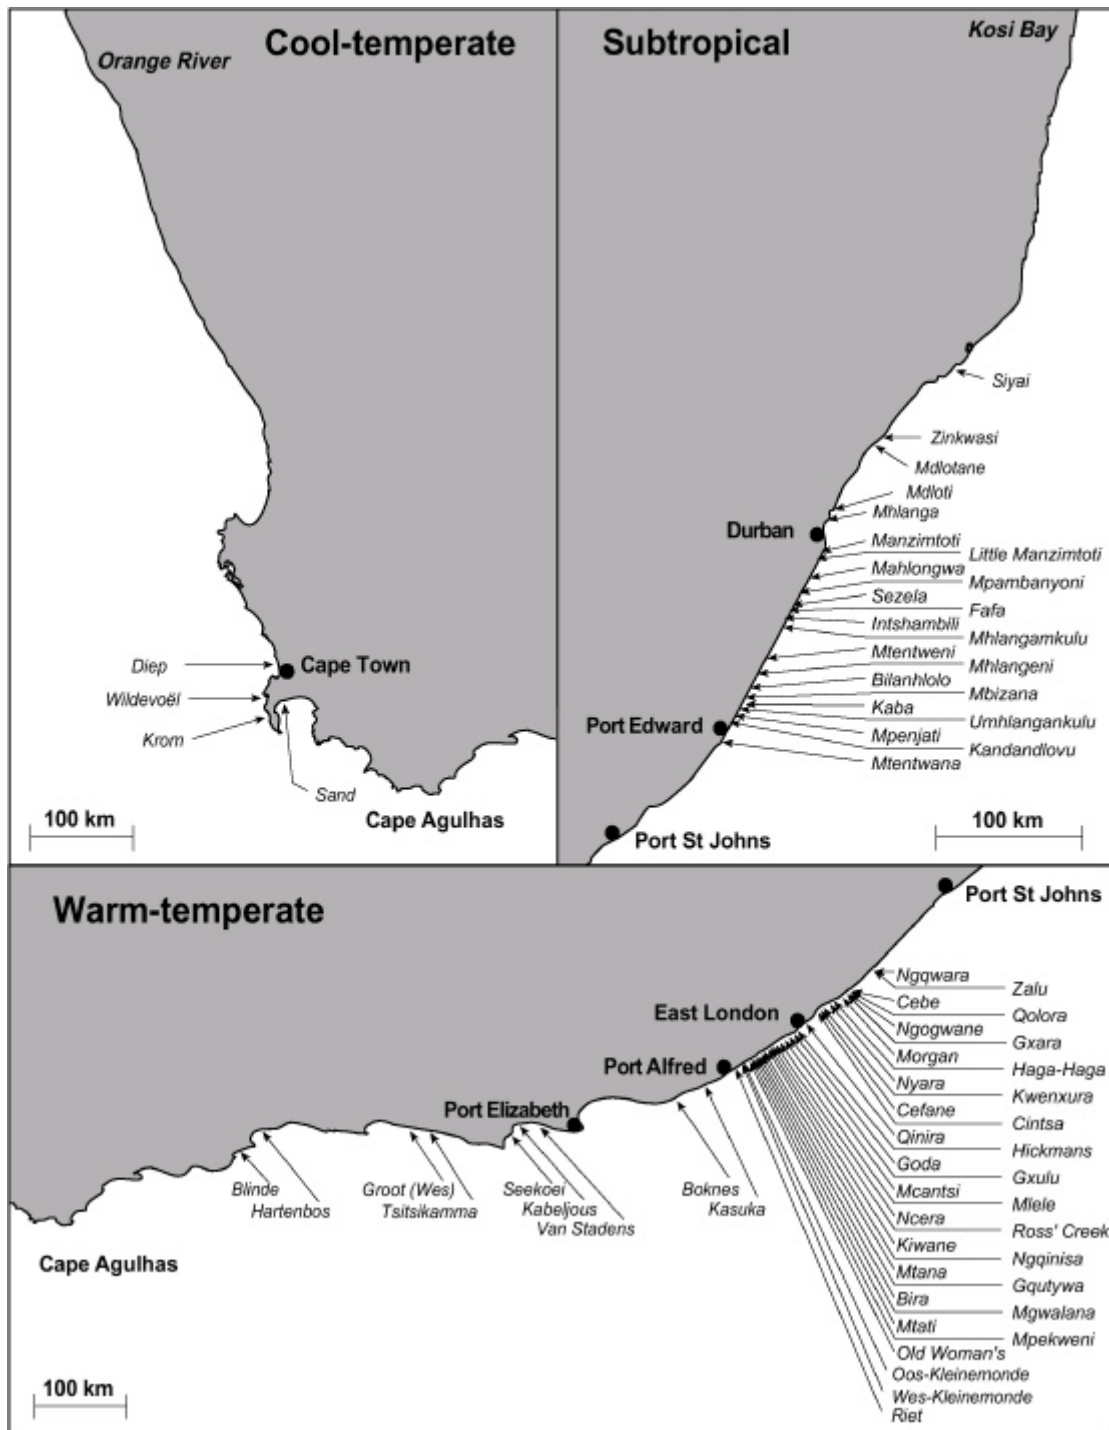 Cool-temperate
Orange River
Diep
Cape Town
Wildevoël
Krom
Sand
Cape Agulhas
100 km
Subtropical
Kosi Bay
Siyai
Zinkwasi
Mdlotane
Mdloti
Mhlanga
Durban
Manzimtoti
Little Manzimtoti
Mahlongwa
Mpambanyoni
Sezela
Fafa
Intshambili
Mhlangamkulu
Mtentweni
Mhlangeni
Bilanhlolo
Mbizana
Kaba
Umhlangankulu
Port Edward
Mpenjati
Kandandlovu
Mtentwana
100 km
Port St Johns
Warm-temperate
Port St Johns
Ngqwara
Zalu
Cebe
Qolora
East London
Ngogwane
Gxara
Morgan
Haga-Haga
Port Alfred
Nyara
Kwenxura
Port Elizabeth
Cefane
Cintsa
Qinira
Hickmans
Goda
Gxulu
Mcantsi
Mlele
Ncera
Ross' Creek
Kiwane
Ngqinisa
Mtana
Gqutywa
Bira
Mgwalana
Mtati
Mpekweni
Old Woman's
Oos-Kleinemonde
Wes-Kleinemonde
Riet
Blinde
Hartenbos
Groot (Wes)
Tsitsikamma
Seekoei
Kabeljous
Van Stadens
Boknes
Kasuka
Cape Agulhas
100 km